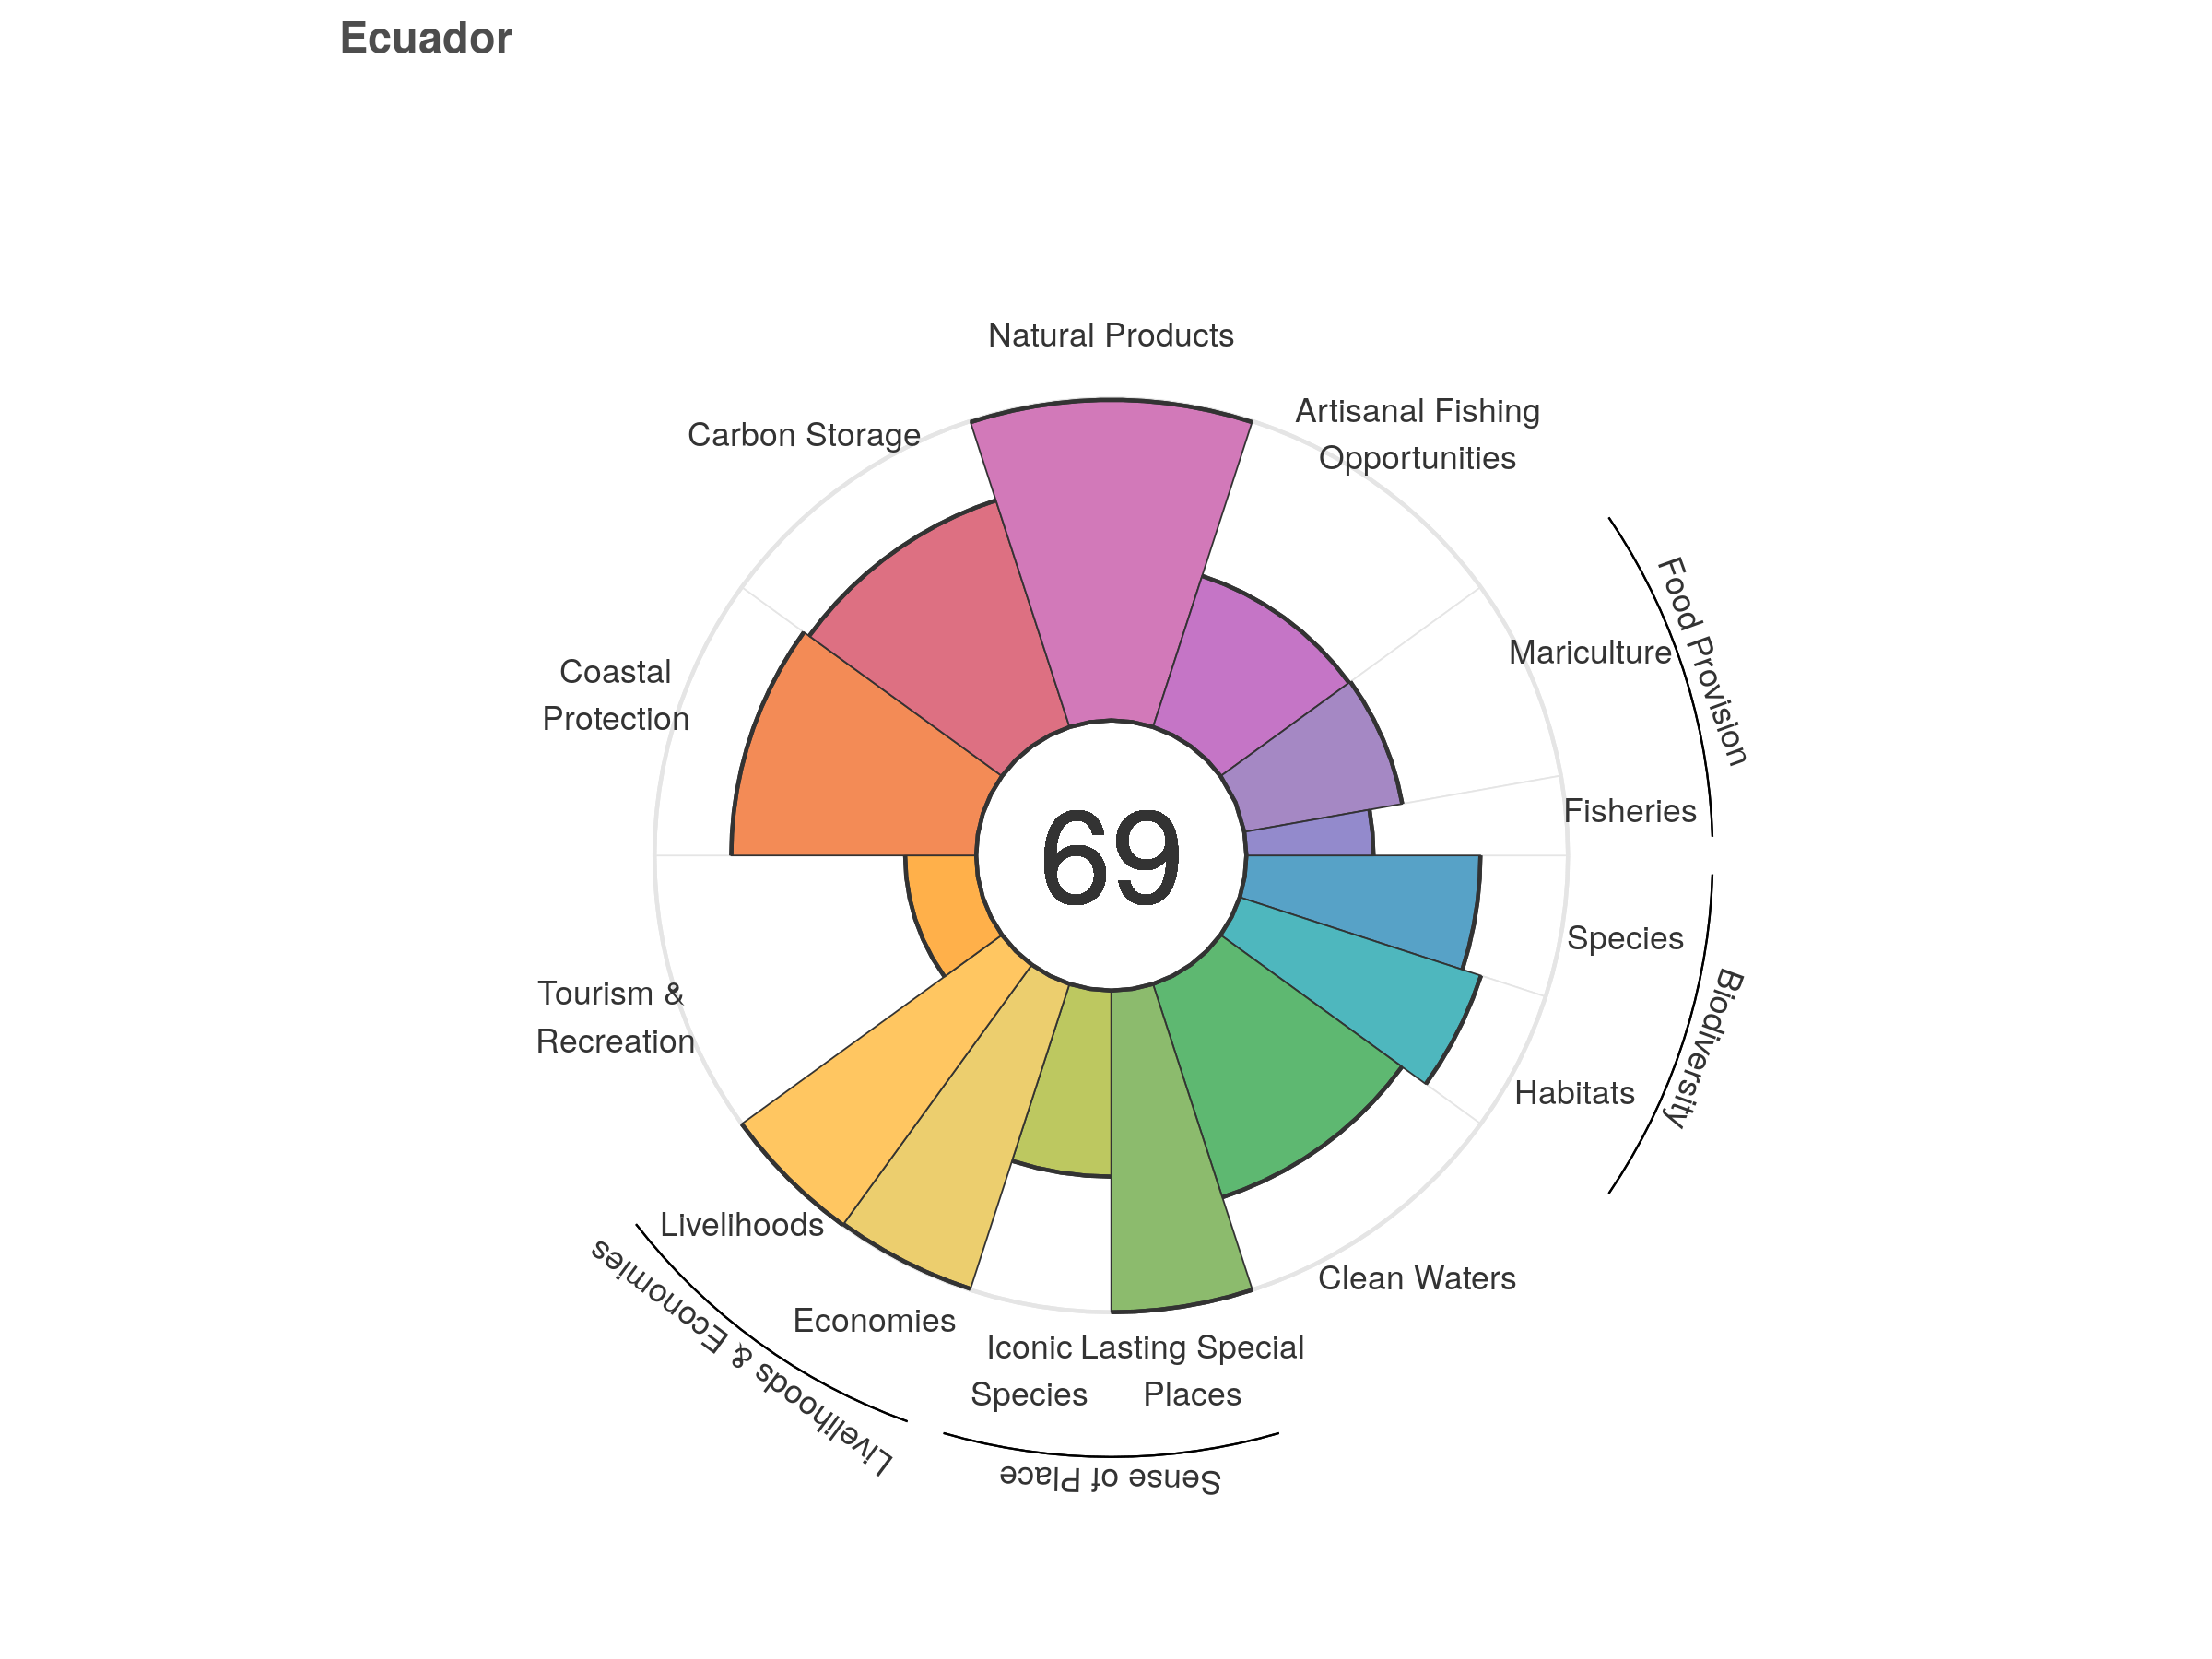 Ecuador
Natural Products
Artisanal Fishing
Opportunities
Carbon Storage
Food Provision
Mariculture
Coastal
Protection
Fisheries
69
Species
Biodiversity
Tourism &
Recreation
Habitats
Livelihoods
Clean Waters
Economies
Livelihoods & Economies
Iconic
Species
Lasting Special
Places
Sense of Place